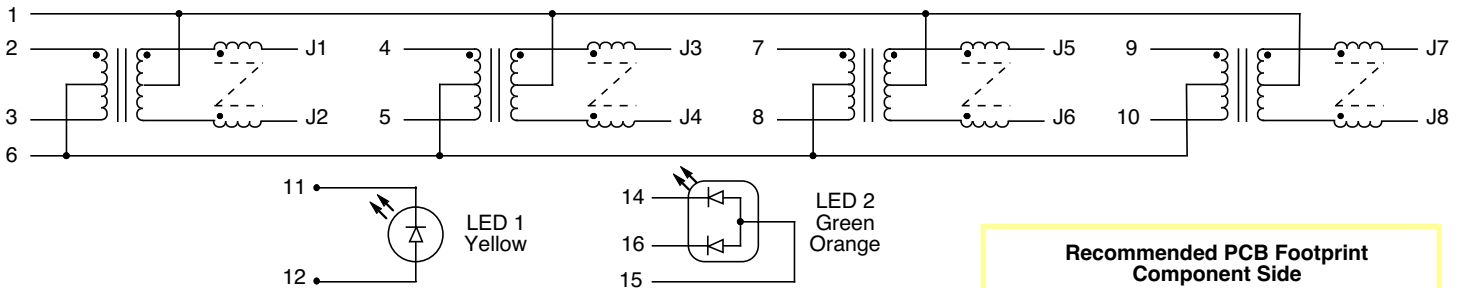 1
2 J1 4 J3 7 J5 9 J7
3 J2 5 J4 8 J6 10 J8
6
11
12
LED 1
Yellow
14
16
15
LED 2
Green
Orange
Recommended PCB Footprint
Component Side